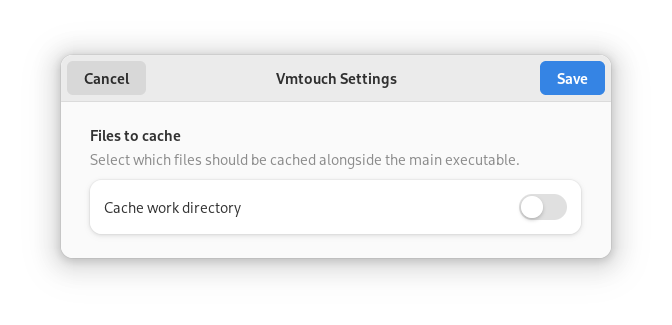 Cancel
Vmtouch Settings
Save
Files to cache
Select which files should be cached alongside the main executable.
Cache work directory